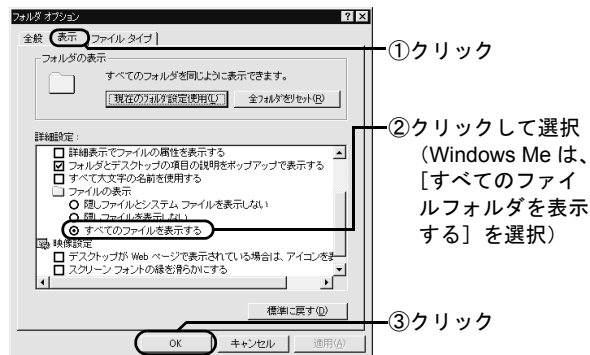 フォルダ オプション
全般 表示 ファイル タイプ
①クリック
フォルダの表示
すべてのフォルダを同じように表示できます。
現在のフォルダ設定使用(L) 全フォルダをリセット(R)
詳細設定:
②クリックして選択
(Windows Me は、
[すべてのファイ
ルフォルダを表示
する]を選択)
詳細表示でファイルの属性を表示する
フォルダとデスクトップの項目の説明をポップアップで表示する
すべて大文字の名前を使用する
ファイルの表示
隠しファイルとシステム ファイルを表示しない
隠しファイルを表示しない
すべてのファイルを表示する
映像設定
デスクトップが Web ページで表示されている場合は、アイコンを
スクリーン フォントの縁を滑らかにする
標準に戻す(D)
③クリック
OK キャンセル 適用(A)